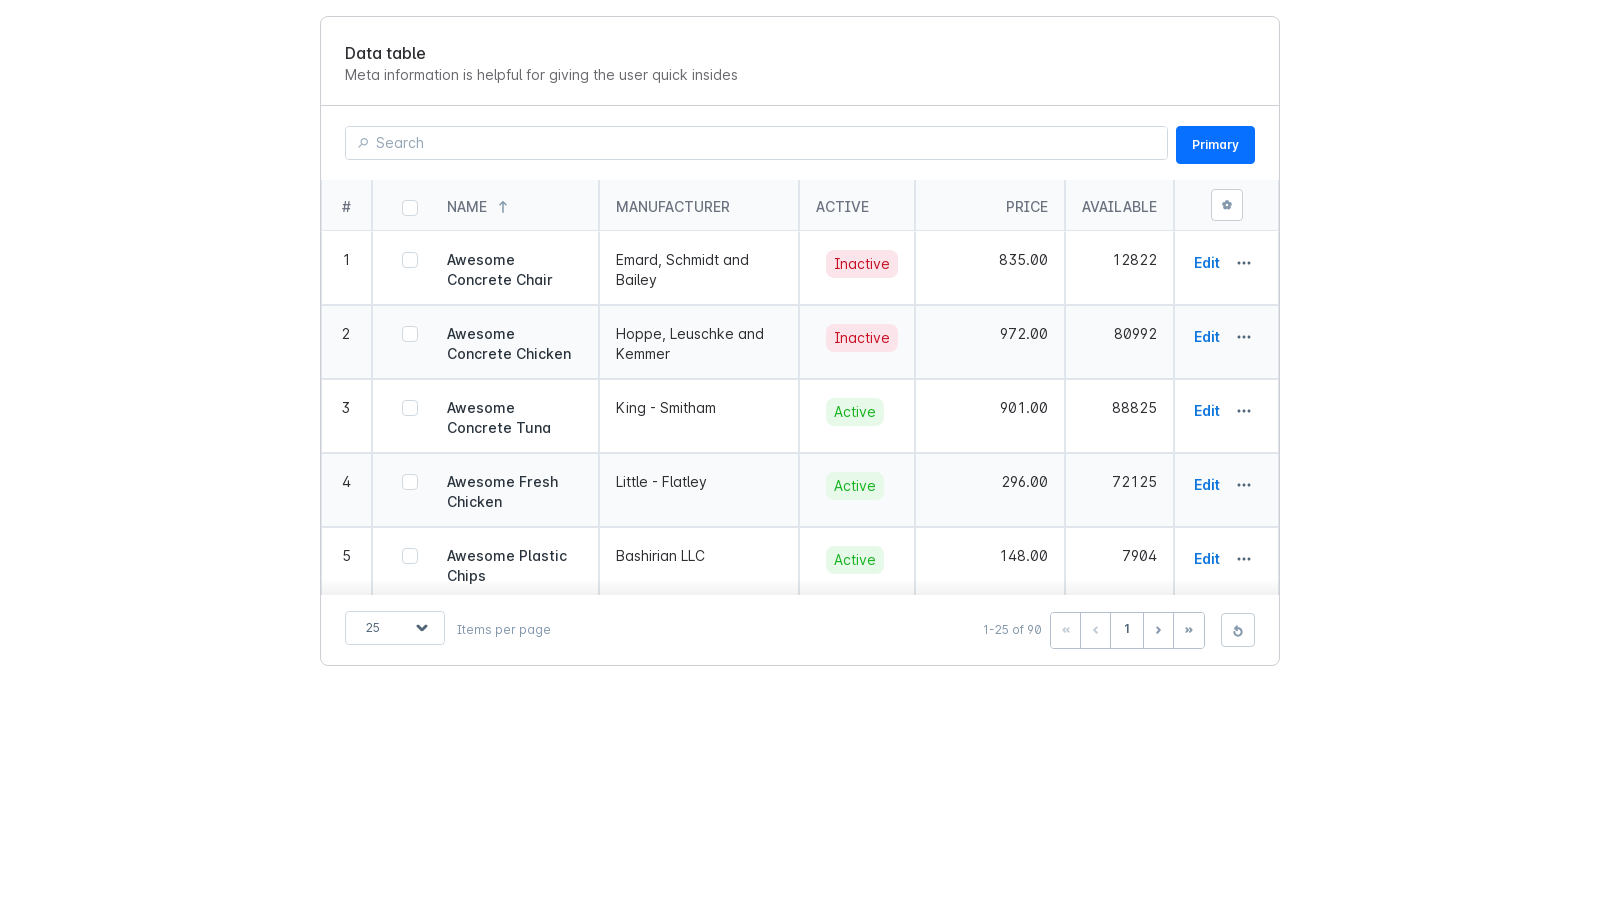 Data table
Meta information is helpful for giving the user quick insides
Search
Primary
# NAME MANUFACTURER ACTIVE PRICE AVAILABLE
1 Awesome Concrete Chair Emard, Schmidt and Bailey Inactive 835.00 12822 Edit
2 Awesome Concrete Chicken Hoppe, Leuschke and Kemmer Inactive 972.00 80992 Edit
3 Awesome Concrete Tuna King - Smitham Active 901.00 88825 Edit
4 Awesome Fresh Chicken Little - Flatley Active 296.00 72125 Edit
5 Awesome Plastic Chips Bashirian LLC Active 148.00 7904 Edit
25 Items per page 1-25 of 90 « ‹ 1 › »